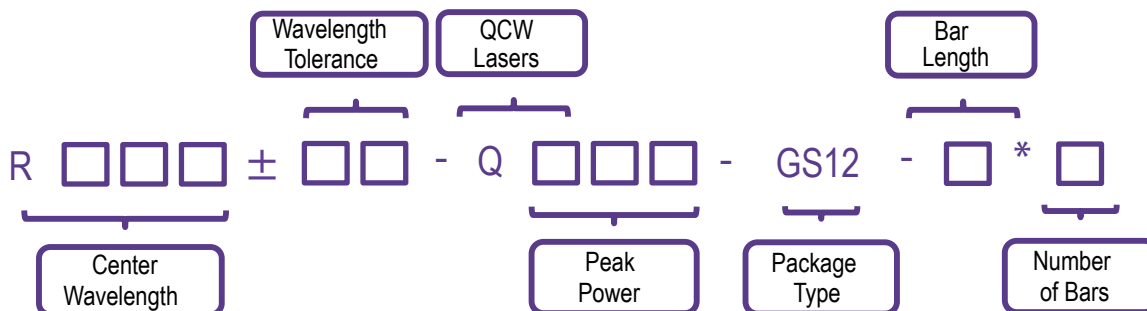 Wavelength
Tolerance
QCW
Lasers
Bar
Length
R □□□ ± □□ - Q □□□ - GS12 - □ * □
Center
Wavelength
Peak
Power
Package
Type
Number
of Bars